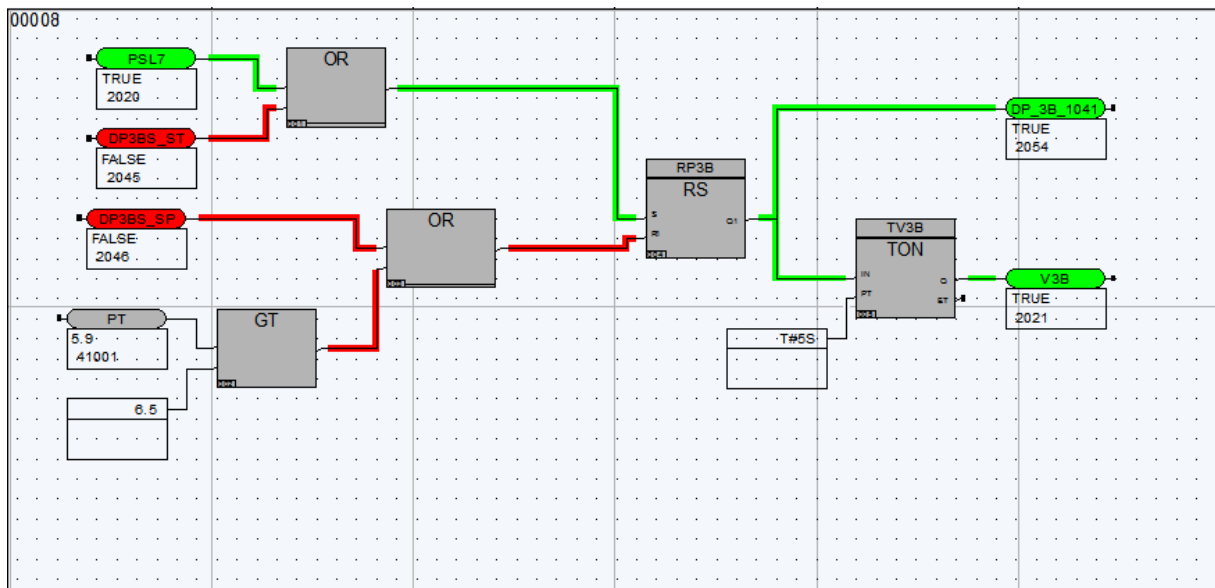 00008
PSL7
TRUE
2020
OR
DP_3B_1041
TRUE
2054
DP3BS_ST
FALSE
2045
RP3B
RS
S
R1
Q1
DP3BS_SP
FALSE
2046
OR
TV3B
TON
IN
PT
Q
ET
V3B
TRUE
2021
PT
5.9
41001
GT
T#5S
6.5